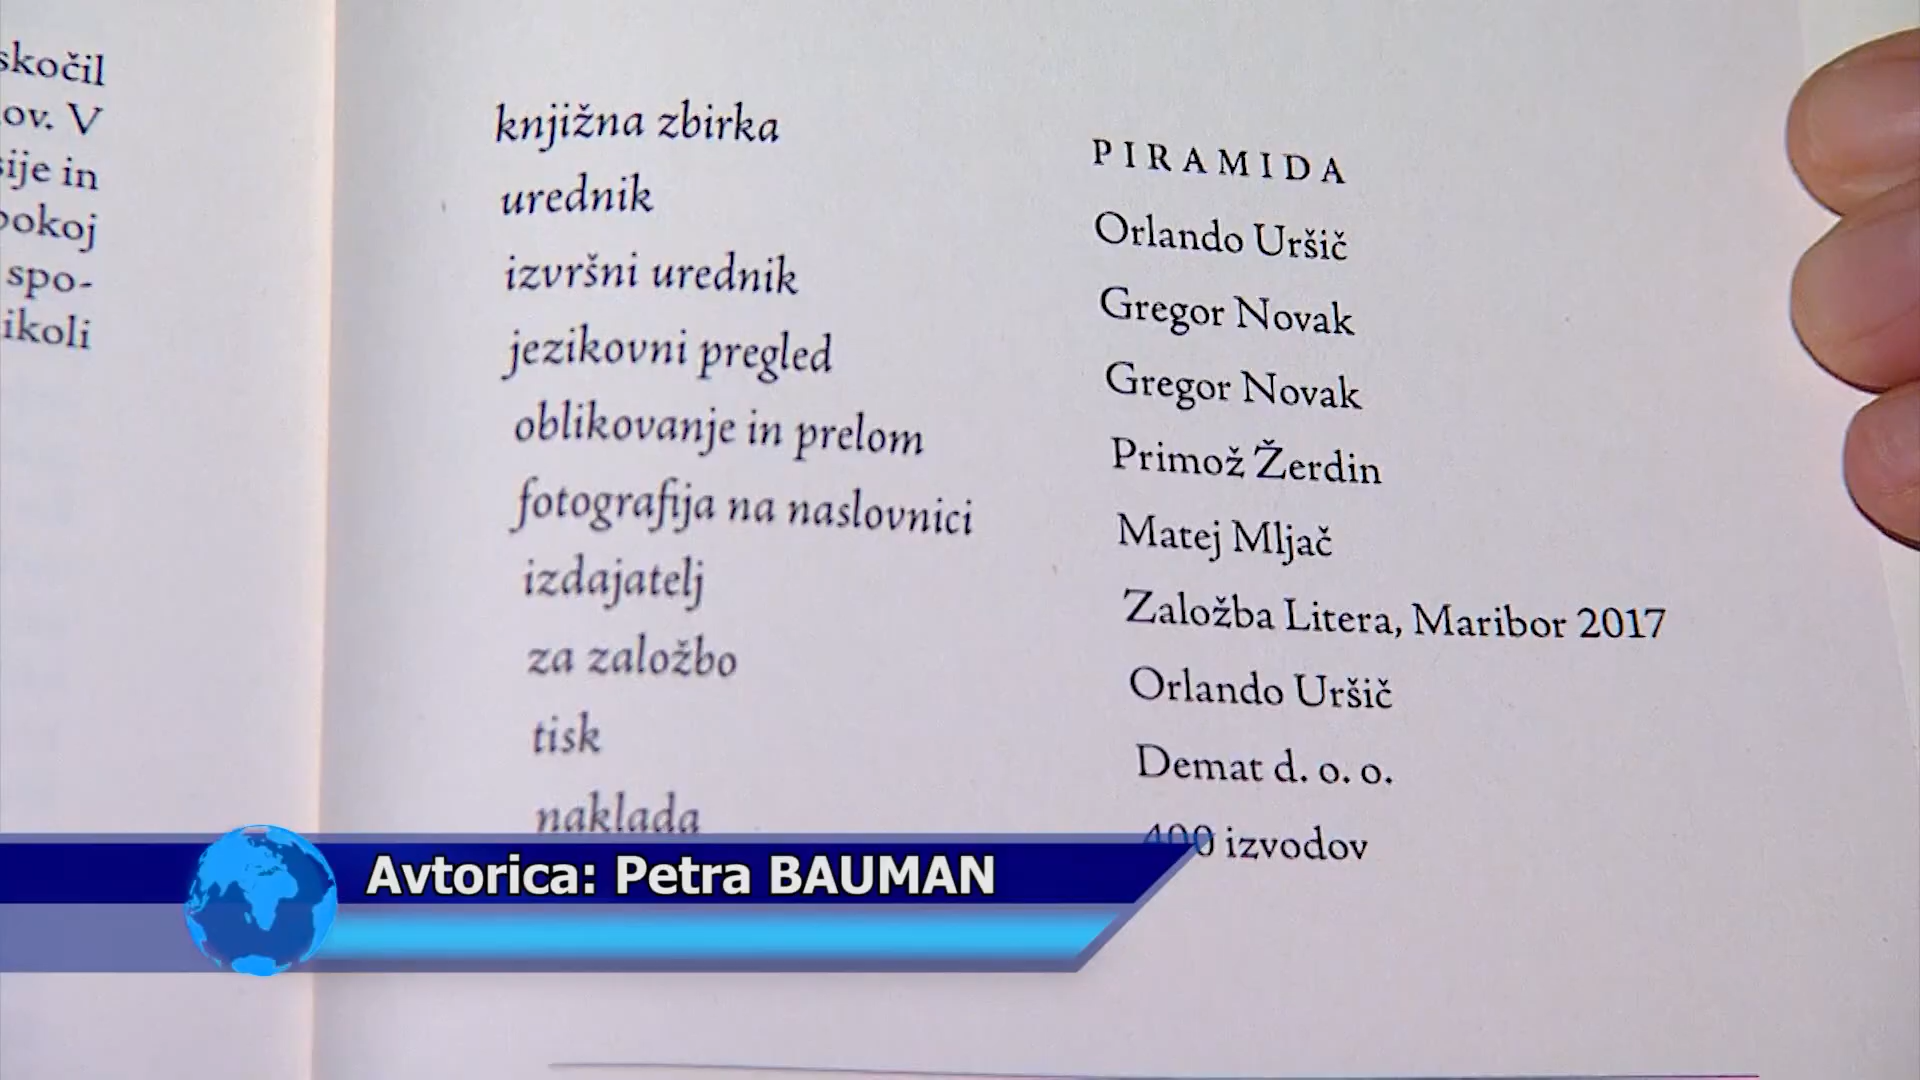 skočil
ov. V
sije in
pokoj
spo-
ikoli
knjižna zbirka PIRAMIDA
urednik Orlando Uršič
izvršni urednik Gregor Novak
jezikovni pregled Gregor Novak
oblikovanje in prelom Primož Žerdin
fotografija na naslovnici Matej Mljač
izdajatelj Založba Litera, Maribor 2017
za založbo Orlando Uršič
tisk Demat d. o. o.
naklada 400 izvodov
Avtorica: Petra BAUMAN